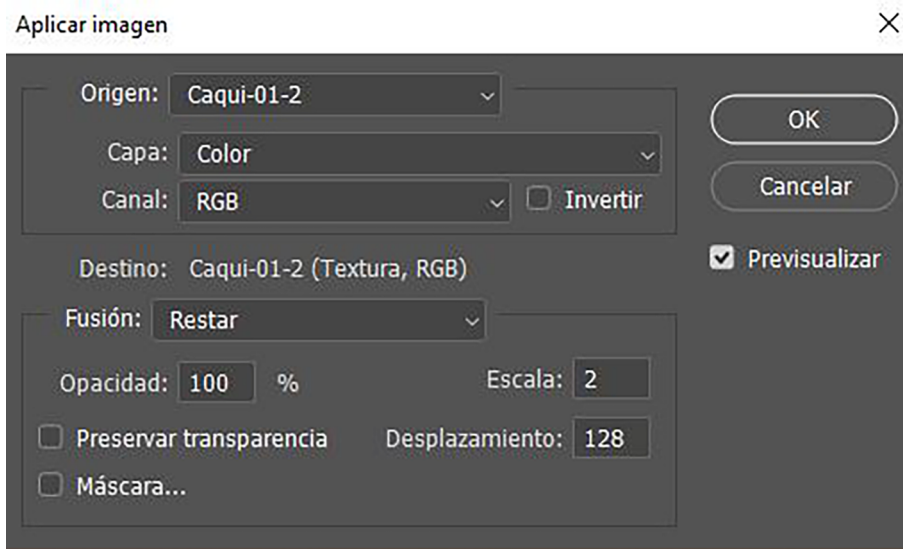 Aplicar imagen
Origen: Caqui-01-2
Capa: Color
Canal: RGB Invertir
Destino: Caqui-01-2 (Textura, RGB)
Fusión: Restar
Opacidad: 100 % Escala: 2
Preservar transparencia Desplazamiento: 128
Máscara...
OK
Cancelar
Previsualizar